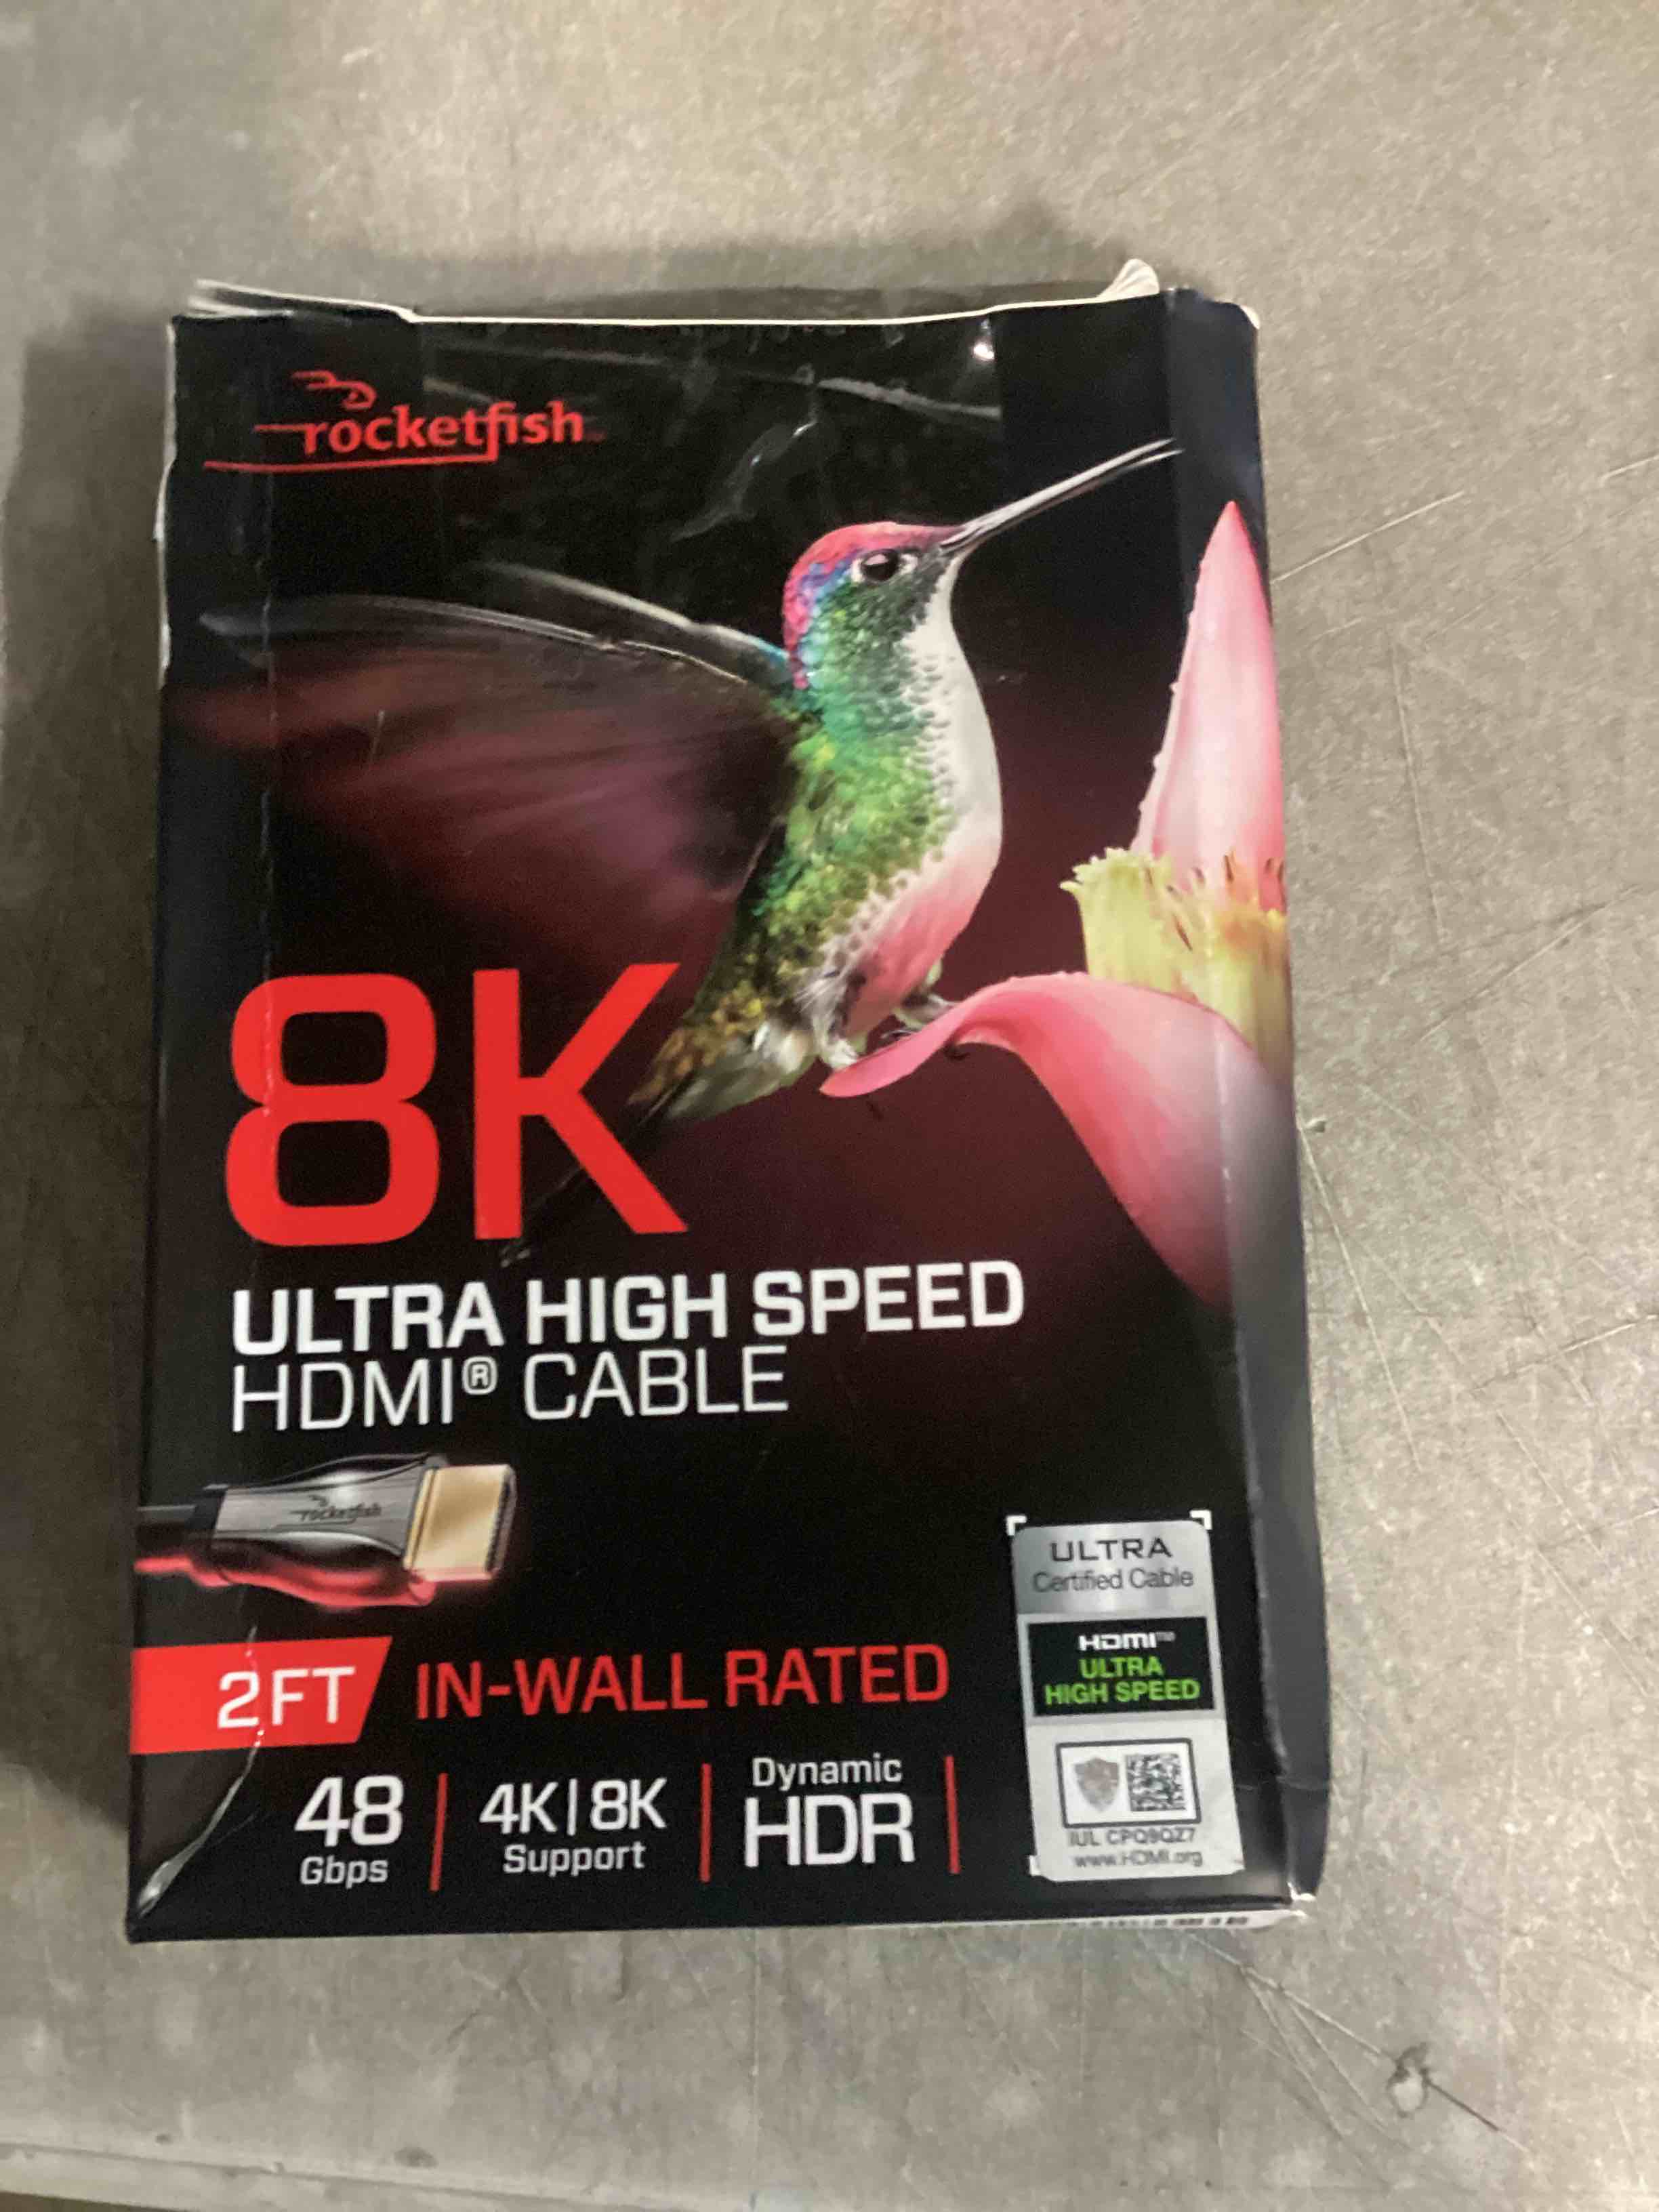 rocketfish
8K
ULTRA HIGH SPEED
HDMI® CABLE
rocketfish
2FT IN-WALL RATED
48
Gbps
4K|8K
Support
Dynamic
HDR
ULTRA
Certified Cable
HDMI™
ULTRA
HIGH SPEED
www.HDMI.org